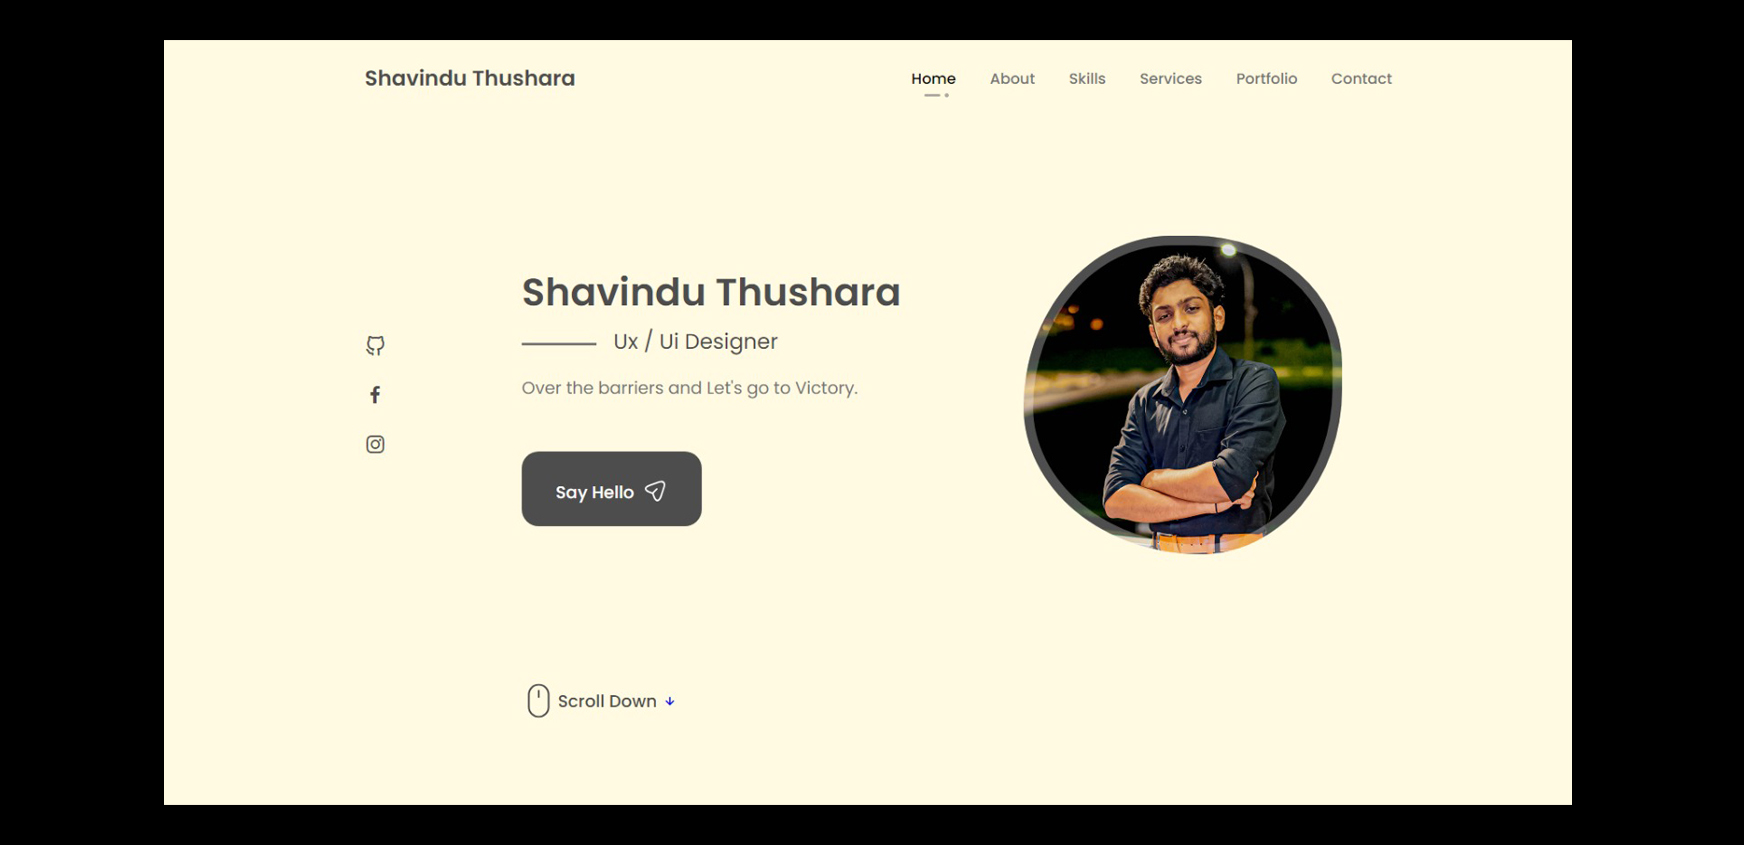 Shavindu Thushara
Home About Skills Services Portfolio Contact
Shavindu Thushara
Ux / Ui Designer
Over the barriers and Let's go to Victory.
Say Hello
Scroll Down